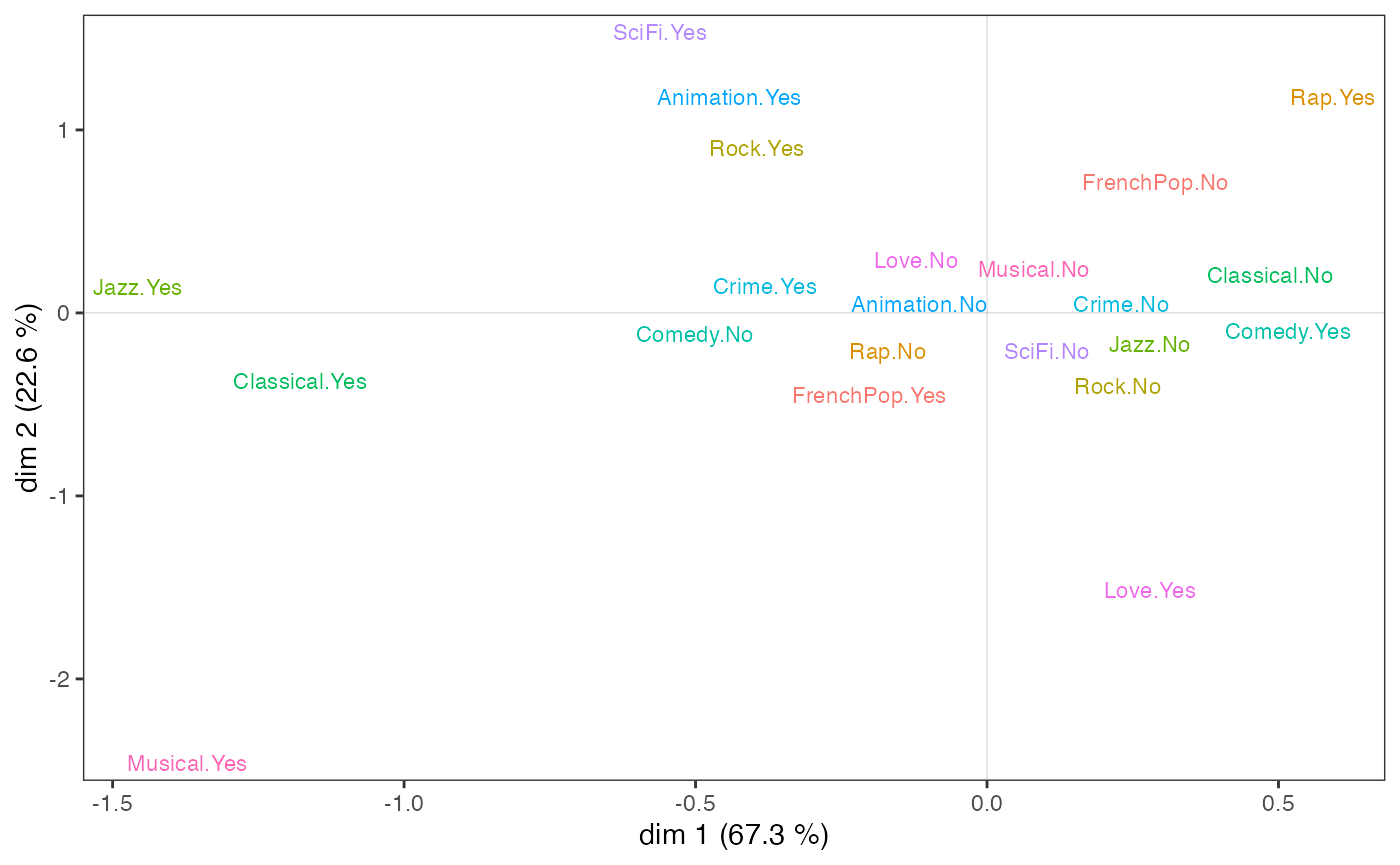 SciFi.Yes
Animation.Yes
Rap.Yes
1
Rock.Yes
FrenchPop.No
Love.No
Musical.No
Classical.No
Jazz.Yes
Crime.Yes
Animation.No
Crime.No
0
Comedy.No
Comedy.Yes
Rap.No
SciFi.No
Jazz.No
Classical.Yes
Rock.No
FrenchPop.Yes
dim 2 (22.6 %)
-1
Love.Yes
-2
Musical.Yes
-1.5 -1.0 -0.5 0.0 0.5
dim 1 (67.3 %)